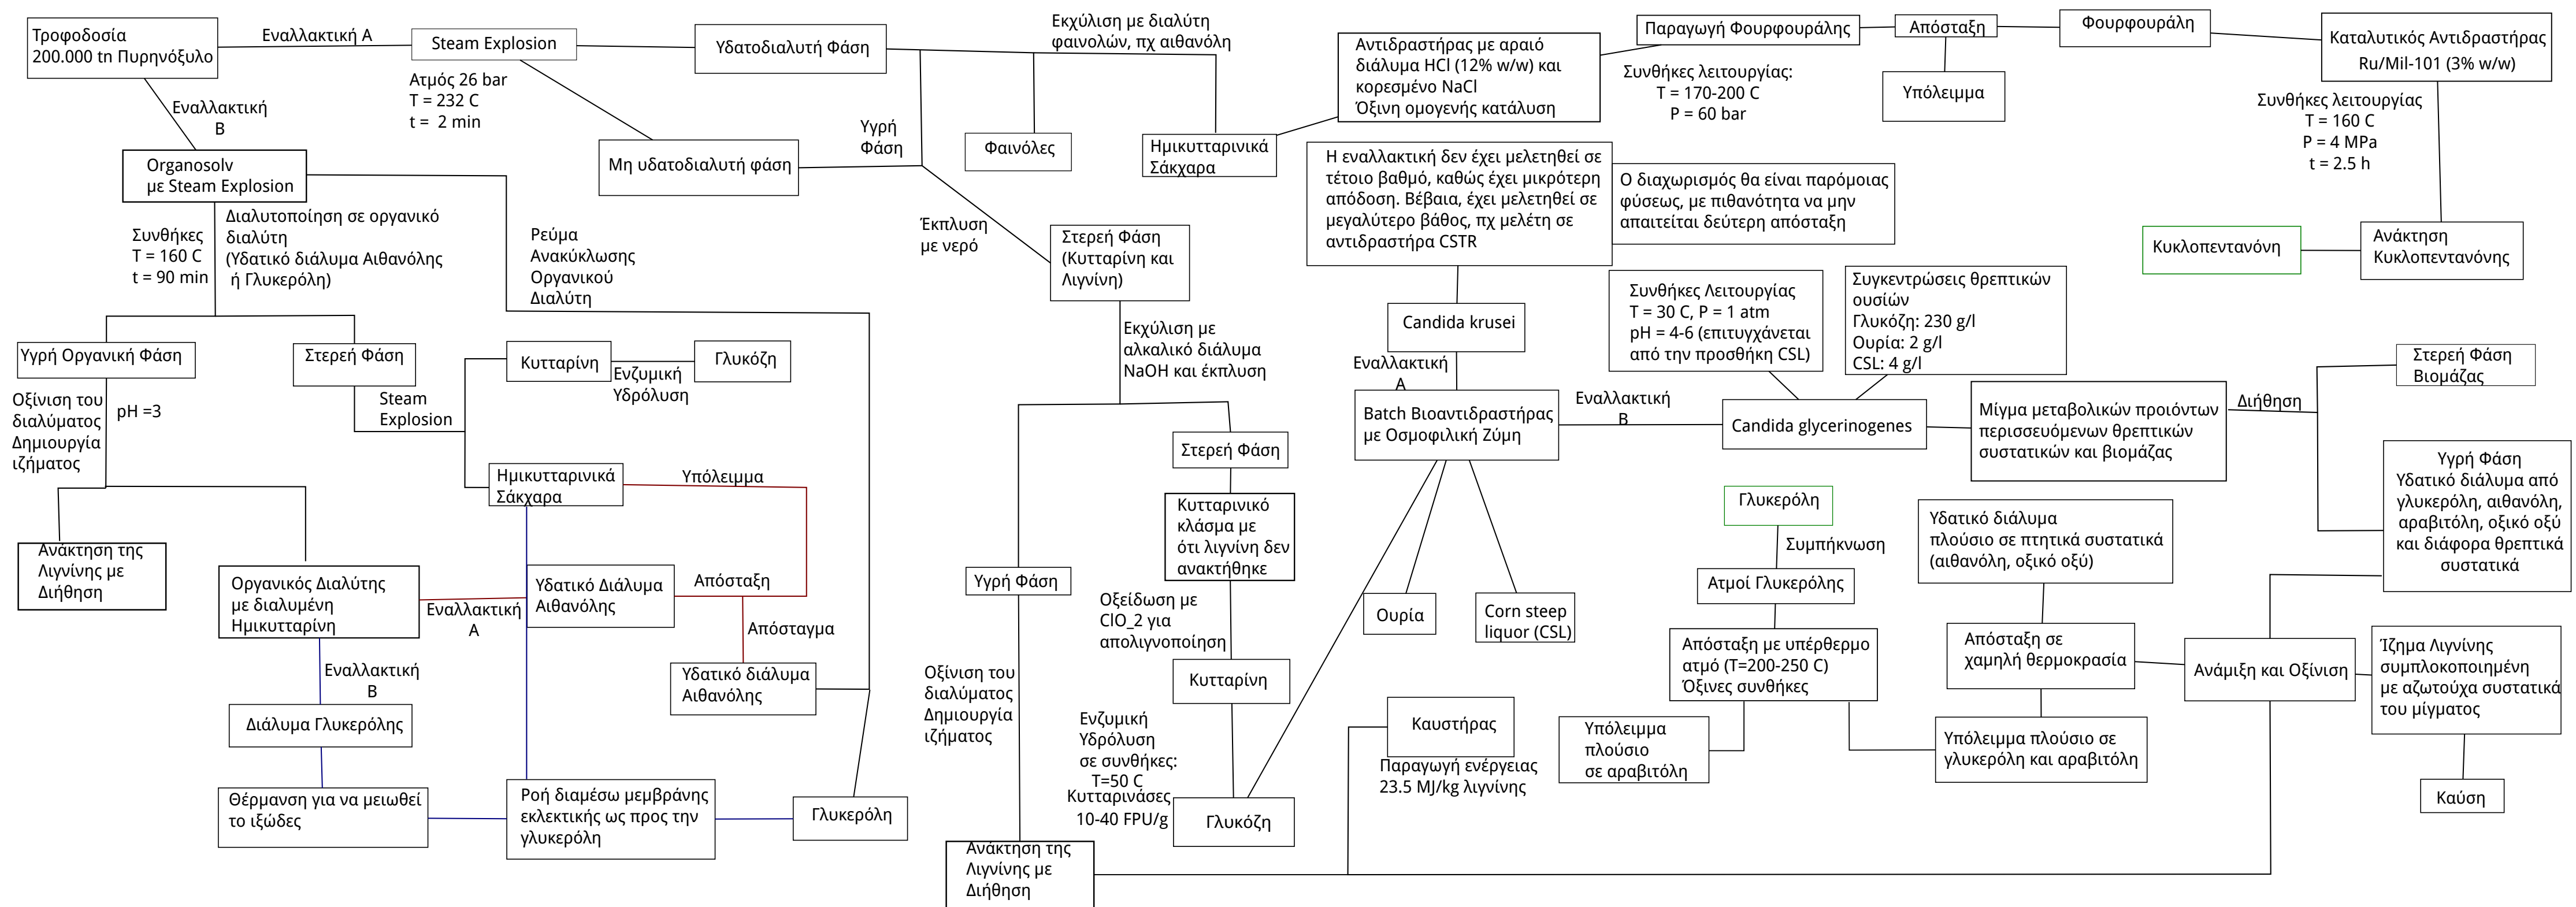 Τροφοδοσία
200.000 tn Πυρηνόξυλο
Εναλλακτική Α
Steam Explosion
Ατμός 26 bar
T = 232 C
t =  2 min
Υδατοδιαλυτή Φάση
Εκχύλιση με διαλύτη
φαινολών, πχ αιθανόλη
Αντιδραστήρας με αραιό
διάλυμα HCl (12% w/w) και
κορεσμένο NaCl
Όξινη ομογενής κατάλυση
Παραγωγή Φουρφουράλης
Συνθήκες λειτουργίας:
T = 170-200 C
P = 60 bar
Απόσταξη
Υπόλειμμα
Φουρφουράλη
Καταλυτικός Αντιδραστήρας
Ru/Mil-101 (3% w/w)
Συνθήκες λειτουργίας
T = 160 C
P = 4 MPa
t = 2.5 h
Εναλλακτική
Β
Organosolv
με Steam Explosion
Μη υδατοδιαλυτή φάση
Υγρή
Φάση
Φαινόλες
Ημικυτταρινικά
Σάκχαρα
Η εναλλακτική δεν έχει μελετηθεί σε
τέτοιο βαθμό, καθώς έχει μικρότερη
απόδοση. Βέβαια, έχει μελετηθεί σε
μεγαλύτερο βάθος, πχ μελέτη σε
αντιδραστήρα CSTR
Ο διαχωρισμός θα είναι παρόμοιας
φύσεως, με πιθανότητα να μην
απαιτείται δεύτερη απόσταξη
Κυκλοπεντανόνη
Ανάκτηση
Κυκλοπεντανόνης
Συνθήκες
T = 160 C
t = 90 min
Διαλυτοποίηση σε οργανικό
διαλύτη
(Υδατικό διάλυμα Αιθανόλης
ή Γλυκερόλη)
Ρεύμα
Ανακύκλωσης
Οργανικού
Διαλύτη
Έκπλυση
με νερό
Στερεή Φάση
(Κυτταρίνη και
Λιγνίνη)
Εκχύλιση με
αλκαλικό διάλυμα
NaOH και έκπλυση
Candida krusei
Εναλλακτική
Α
Συνθήκες Λειτουργίας
T = 30 C, P = 1 atm
pH = 4-6 (επιτυγχάνεται
από την προσθήκη CSL)
Συγκεντρώσεις θρεπτικών
ουσίών
Γλυκόζη: 230 g/l
Ουρία: 2 g/l
CSL: 4 g/l
Υγρή Οργανική Φάση
Στερεή Φάση
Κυτταρίνη
Ενζυμική
Υδρόλυση
Γλυκόζη
Οξίνιση του
διαλύματος
Δημιουργία
ιζήματος
pH =3
Steam
Explosion
Batch Βιοαντιδραστήρας
με Οσμοφιλική Ζύμη
Εναλλακτική
Β
Candida glycerinogenes
Μίγμα μεταβολικών προιόντων
περισσευόμενων θρεπτικών
συστατικών και βιομάζας
Διήθηση
Στερεή Φάση
Βιομάζας
Υγρή Φάση
Υδατικό διάλυμα από
γλυκερόλη, αιθανόλη,
αραβιτόλη, οξικό οξύ
και διάφορα θρεπτικά
συστατικά
Ημικυτταρινικά
Σάκχαρα
Υπόλειμμα
Στερεή Φάση
Κυτταρινικό
κλάσμα με
ότι λιγνίνη δεν
ανακτήθηκε
Γλυκερόλη
Συμπήκνωση
Υδατικό διάλυμα
πλούσιο σε πτητικά συστατικά
(αιθανόλη, οξικό οξύ)
Ανάκτηση της
Λιγνίνης με
Διήθηση
Οργανικός Διαλύτης
με διαλυμένη
Ημικυτταρίνη
Εναλλακτική
Α
Υδατικό Διάλυμα
Αιθανόλης
Απόσταξη
Απόσταγμα
Υγρή Φάση
Οξείδωση με
ClO_2 για
απολιγνοποίηση
Ουρία
Corn steep
liquor (CSL)
Ατμοί Γλυκερόλης
Απόσταξη με υπέρθερμο
ατμό (T=200-250 C)
Όξινες συνθήκες
Απόσταξη σε
χαμηλή θερμοκρασία
Ανάμιξη και Οξίνιση
Ίζημα Λιγνίνης
συμπλοκοποιημένη
με αζωτούχα συστατικά
του μίγματος
Εναλλακτική
Β
Υδατικό διάλυμα
Αιθανόλης
Οξίνιση του
διαλύματος
Δημιουργία
ιζήματος
Κυτταρίνη
Διάλυμα Γλυκερόλης
Ενζυμική
Υδρόλυση
σε συνθήκες:
T=50 C
Κυτταρινάσες
10-40 FPU/g
Καυστήρας
Παραγωγή ενέργειας
23.5 MJ/kg λιγνίνης
Υπόλειμμα
πλούσιο
σε αραβιτόλη
Υπόλειμμα πλούσιο σε
γλυκερόλη και αραβιτόλη
Καύση
Θέρμανση για να μειωθεί
το ιξώδες
Ροή διαμέσω μεμβράνης
εκλεκτικής ως προς την
γλυκερόλη
Γλυκερόλη
Γλυκόζη
Ανάκτηση της
Λιγνίνης με
Διήθηση